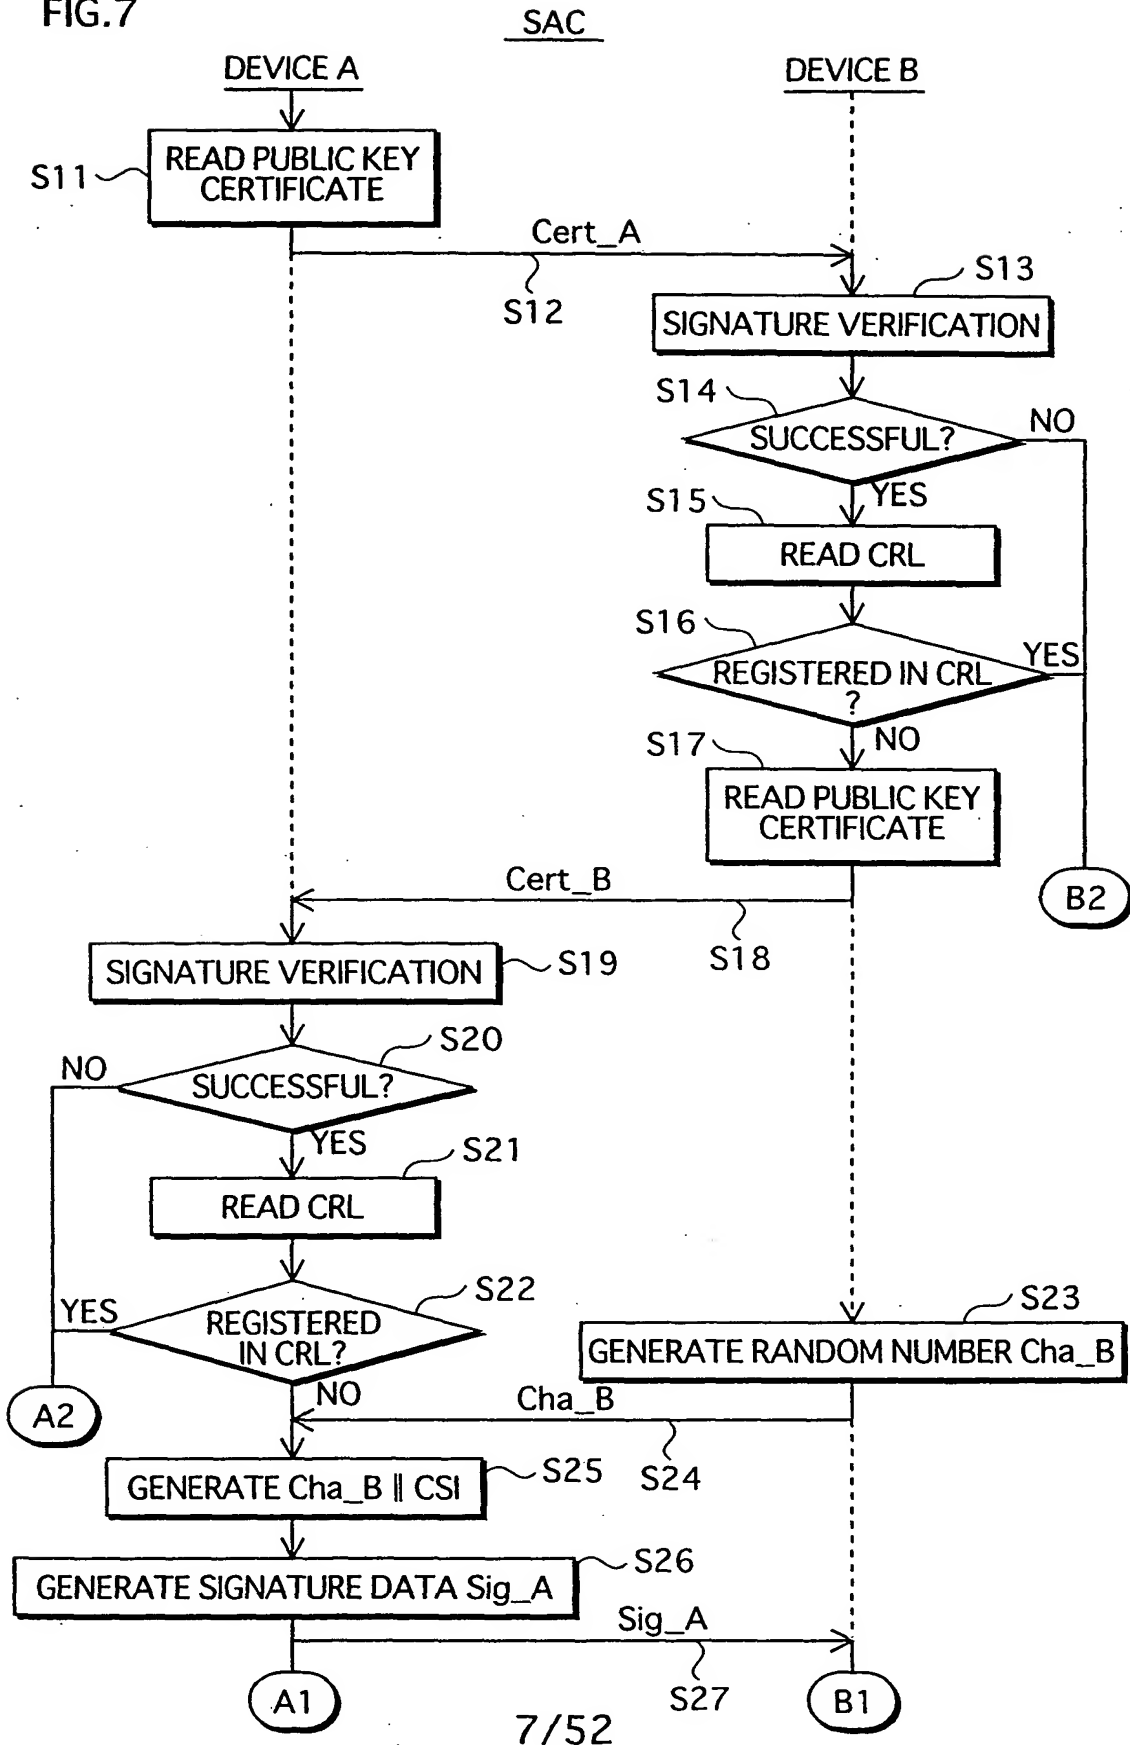 FIG.7
SAC
DEVICE A
DEVICE B
S11
READ PUBLIC KEY
CERTIFICATE
Cert_A
S12
S13
SIGNATURE VERIFICATION
S14
SUCCESSFUL?
NO
YES
S15
READ CRL
S16
REGISTERED IN CRL
?
YES
NO
S17
READ PUBLIC KEY
CERTIFICATE
B2
Cert_B
S18
SIGNATURE VERIFICATION
S19
S20
NO
SUCCESSFUL?
YES
S21
READ CRL
S22
YES
REGISTERED
IN CRL?
NO
A2
S23
GENERATE RANDOM NUMBER Cha_B
Cha_B
S24
GENERATE Cha_B || CSI
S25
S26
GENERATE SIGNATURE DATA Sig_A
Sig_A
S27
A1
B1
7/52